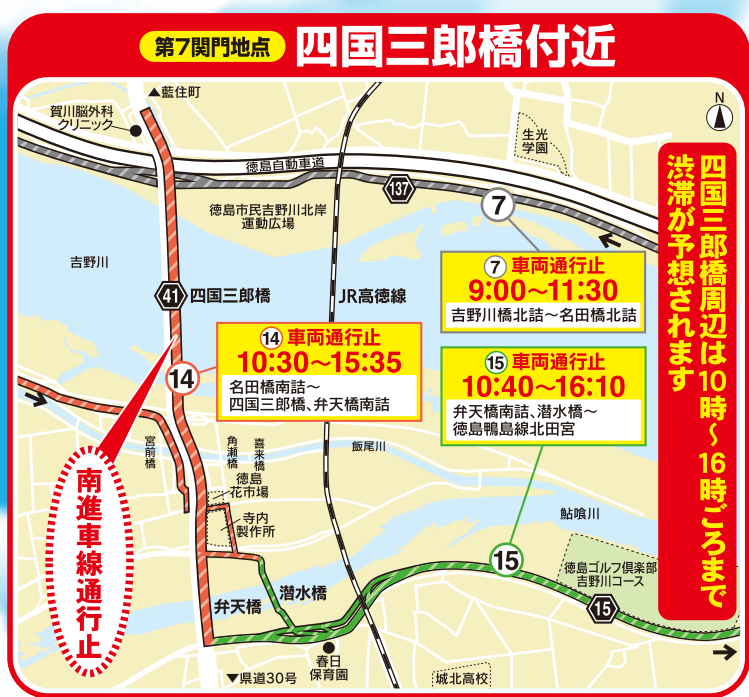 第7関門地点 四国三郎橋付近
▲藍住町
賀川脳外科
クリニック
N
生光
学園
徳島自動車道
137
徳島市民吉野川北岸
運動広場
7
吉野川
41 四国三郎橋
JR高徳線
⑦車両通行止
9:00〜11:30
吉野川橋北詰〜名田橋北詰
四国三郎橋周辺は10時〜16時ごろまで
渋滞が予想されます
⑭車両通行止
10:30〜15:35
名田橋南詰〜
四国三郎橋、弁天橋南詰
14
⑮車両通行止
10:40〜16:10
弁天橋南詰、潜水橋〜
徳島鴨島線北田宮
宮前橋
角瀬橋
喜来橋
飯尾川
徳島
花市場
寺内
製作所
南進車線通行止
鮎喰川
15
徳島ゴルフ倶楽部
吉野川コース
15
弁天橋
潜水橋
春日
保育園
▼県道30号
城北高校